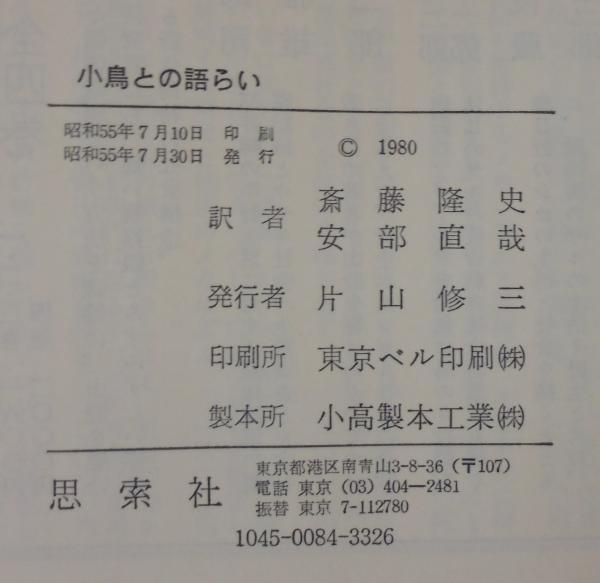 小鳥との語らい
昭和55年7月10日 印 刷
昭和55年7月30日 発 行
© 1980
訳 者 斎 藤 隆 史
安 部 直 哉
発行者 片 山 修 三
印刷所 東京ベル印刷㈱
製本所 小高製本工業㈱
思 索 社
東京都港区南青山3-8-36（〒107）
電話 東京（03）404―2481
振替 東京 7-112780
1045-0084-3326